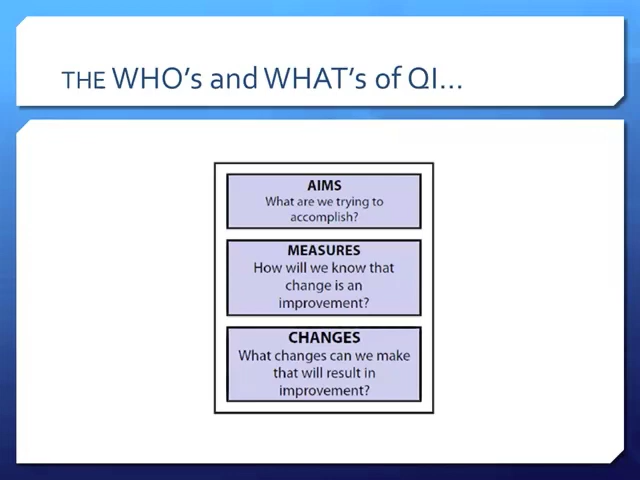 THE WHO's and WHAT's of QI...
AIMS
What are we trying to
accomplish?
MEASURES
How will we know that
change is an
improvement?
CHANGES
What changes can we make
that will result in
improvement?